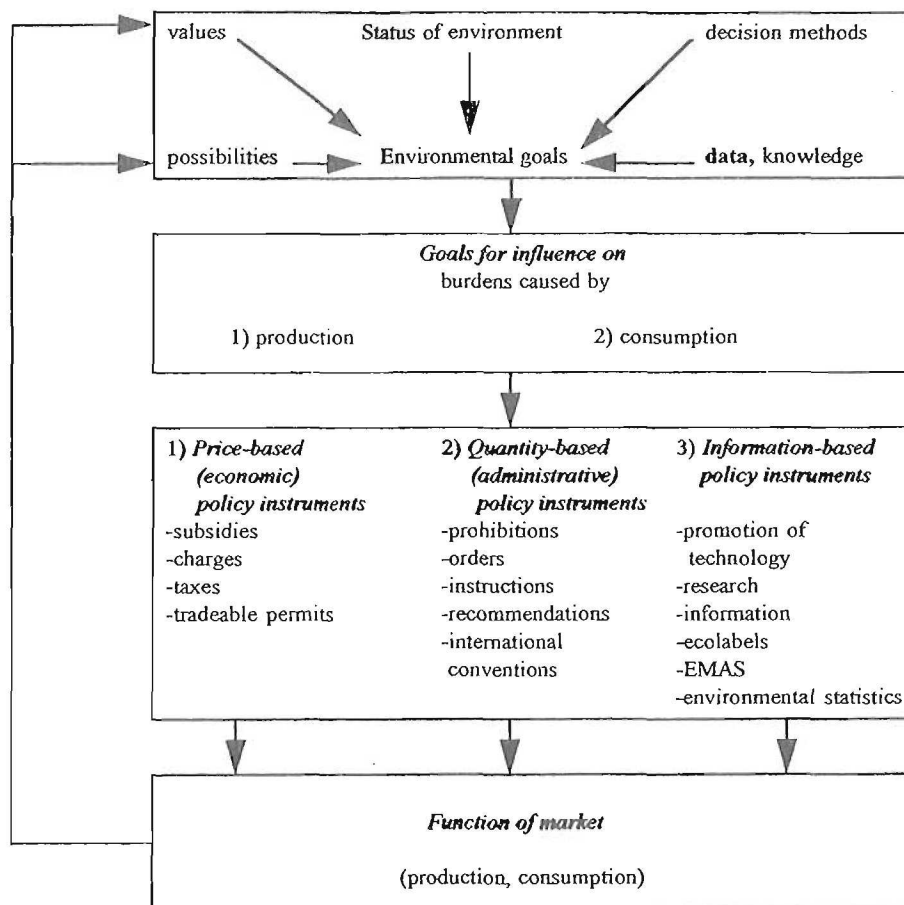 values
Status of environment
decision methods
possibilities
Environmental goals
data, knowledge
Goals for influence on
burdens caused by
1) production
2) consumption
1) Price-based
(economic)
policy instruments
-subsidies
-charges
-taxes
-tradeable permits
2) Quantity-based
(administrative)
policy instruments
-prohibitions
-orders
-instructions
-recommendations
-international
conventions
3) Information-based
policy instruments
-promotion of
technology
-research
-information
-ecolabels
-EMAS
-environmental statistics
Function of market
(production, consumption)